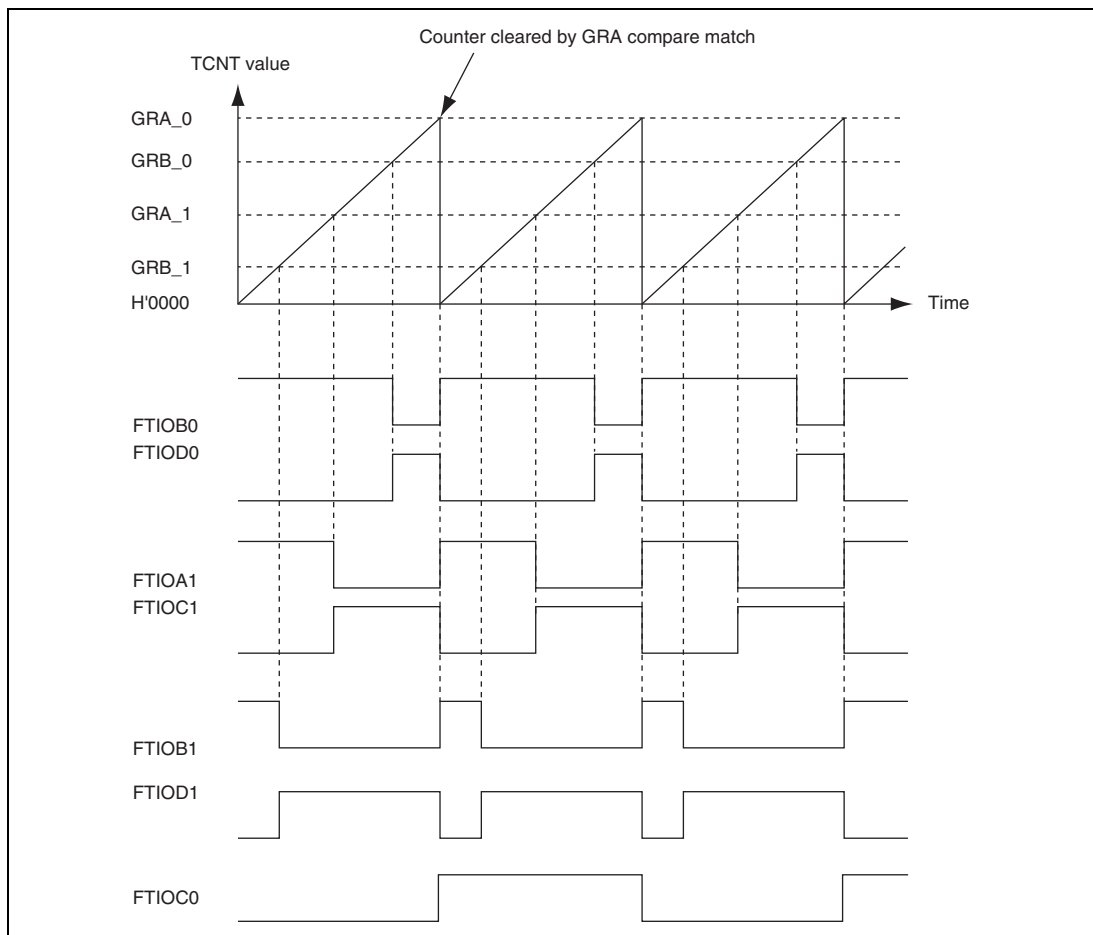 Counter cleared by GRA compare match
TCNT value
GRA_0
GRB_0
GRA_1
GRB_1
H'0000
Time
FTIOB0
FTIOD0
FTIOA1
FTIOC1
FTIOB1
FTIOD1
FTIOC0